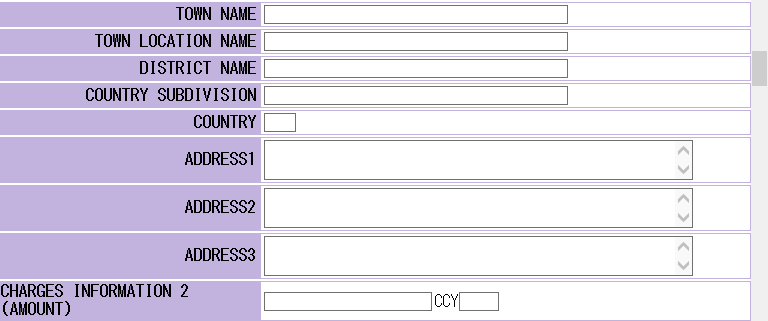 TOWN NAME
TOWN LOCATION NAME
DISTRICT NAME
COUNTRY SUBDIVISION
COUNTRY
ADDRESS1
ADDRESS2
ADDRESS3
CHARGES INFORMATION 2
(AMOUNT)
CCY